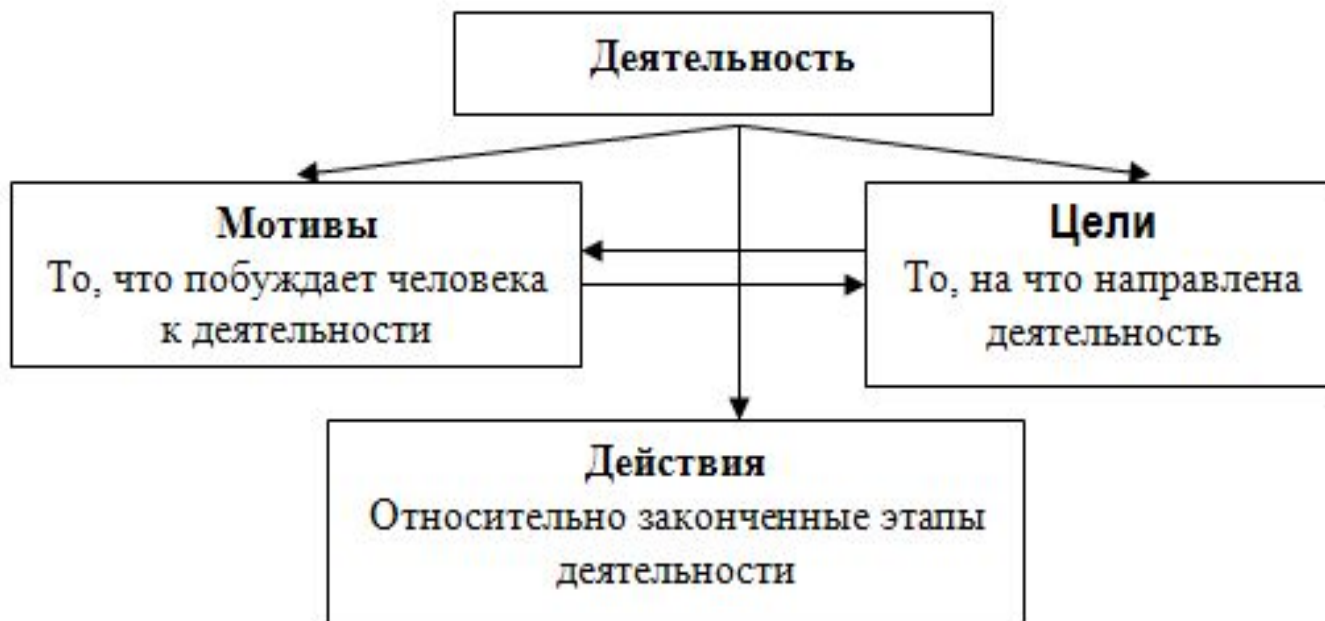 Деятельность
Мотивы
То, что побуждает человека
к деятельности
Цели
То, на что направлена
деятельность
Действия
Относительно законченные этапы
деятельности